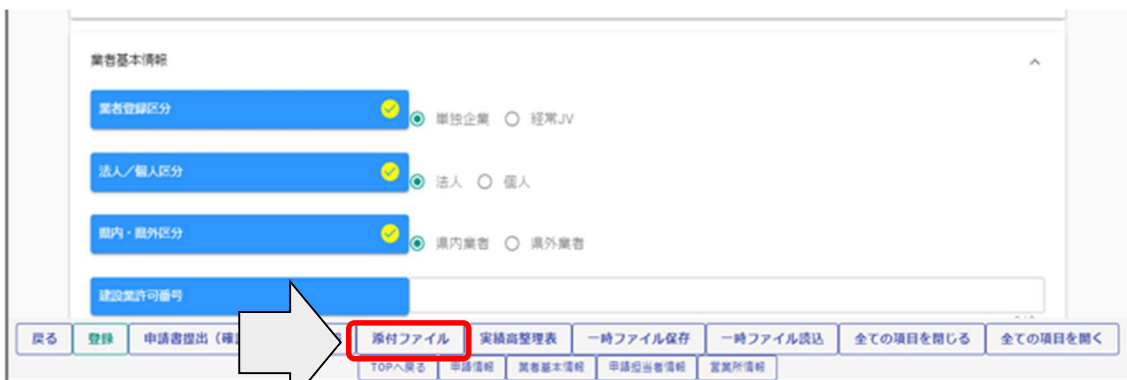 業者基本情報
業者登録区分 単独企業 経常JV
法人/個人区分 法人 個人
県内・県外区分 県内業者 県外業者
建設業許可番号
戻る 登録 申請書提出(確 添付ファイル 実績高整理表 一時ファイル保存 一時ファイル読込 全ての項目を閉じる 全ての項目を開く
TOPへ戻る 申請情報 業者基本情報 申請担当者情報 営業所情報